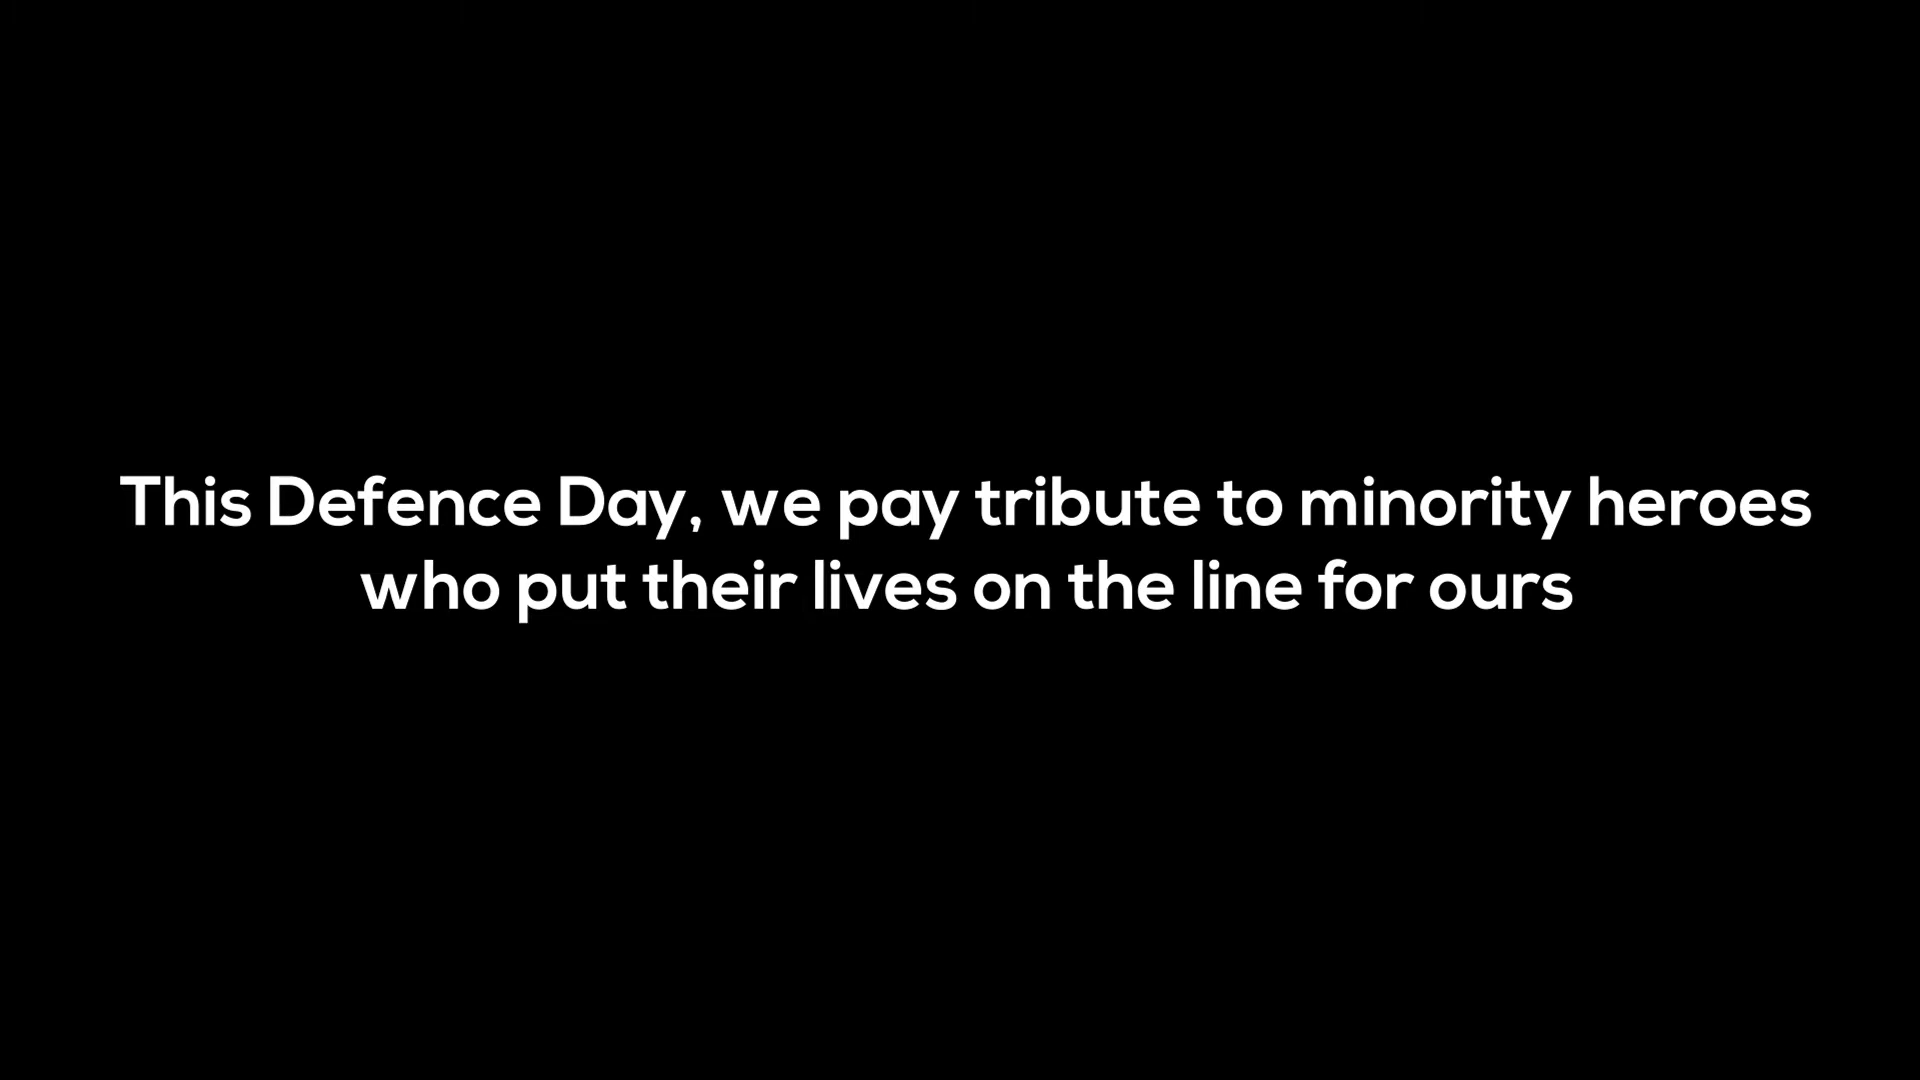 This Defence Day, we pay tribute to minority heroes
who put their lives on the line for ours